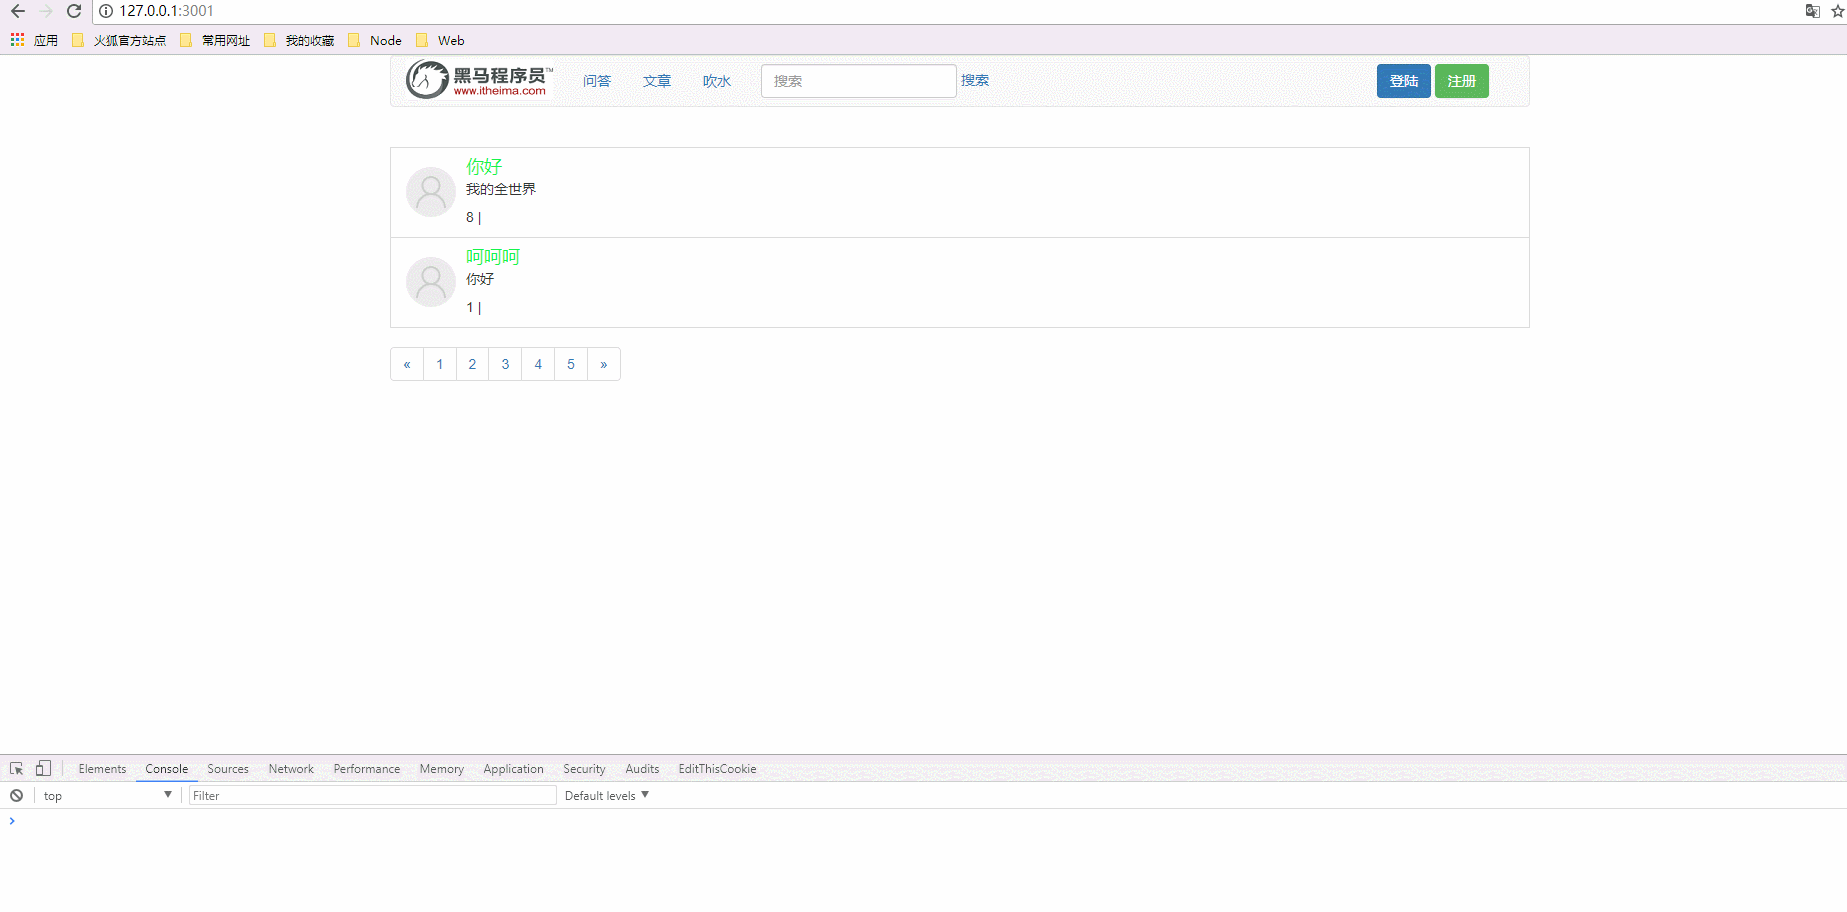 127.0.0.1:3001
应用 火狐官方站点 常用网址 我的收藏 Node Web
黑马程序员™ 问答 文章 吹水 搜索 搜索 登陆 注册
www.itheima.com
你好
我的全世界
8 |
呵呵呵
你好
1 |
« 1 2 3 4 5 »
Elements Console Sources Network Performance Memory Application Security Audits EditThisCookie
top Filter Default levels